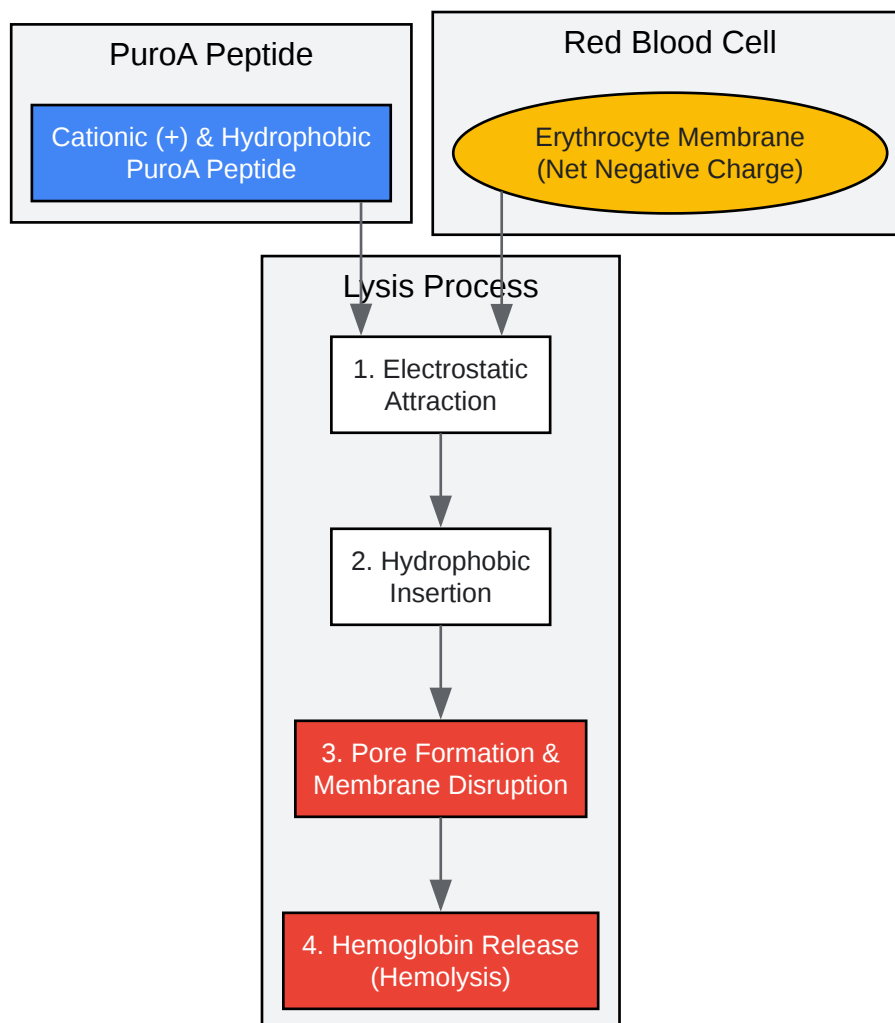 PuroA Peptide
Cationic (+) & Hydrophobic
PuroA Peptide
Red Blood Cell
Erythrocyte Membrane
(Net Negative Charge)
Lysis Process
1. Electrostatic
Attraction
2. Hydrophobic
Insertion
3. Pore Formation &
Membrane Disruption
4. Hemoglobin Release
(Hemolysis)